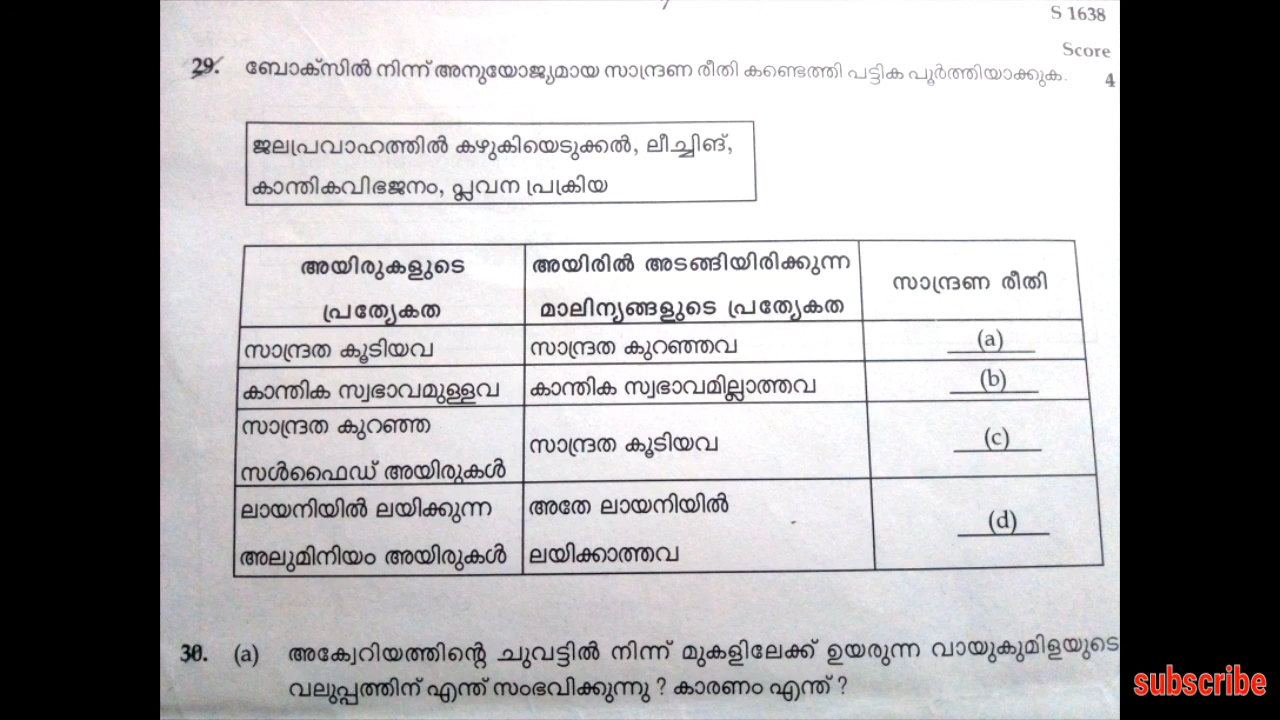 S 1638
Score
29. ബോക്സിൽ നിന്ന് അനുയോജ്യമായ സാന്ദ്രണ രീതി കണ്ടെത്തി പട്ടിക പൂർത്തിയാക്കുക. 4
ജലപ്രവാഹത്തിൽ കഴുകിയെടുക്കൽ, ലീച്ചിങ്,
കാന്തികവിഭജനം, പ്ലവന പ്രക്രിയ
അയിരുകളുടെ പ്രത്യേകത
അയിരിൽ അടങ്ങിയിരിക്കുന്ന മാലിന്യങ്ങളുടെ പ്രത്യേകത
സാന്ദ്രണ രീതി
സാന്ദ്രത കൂടിയവ സാന്ദ്രത കുറഞ്ഞവ (a)
കാന്തിക സ്വഭാവമുള്ളവ കാന്തിക സ്വഭാവമില്ലാത്തവ (b)
സാന്ദ്രത കുറഞ്ഞ
സൾഫൈഡ് അയിരുകൾ
സാന്ദ്രത കൂടിയവ
(c)
ലായനിയിൽ ലയിക്കുന്ന
അലുമിനിയം അയിരുകൾ
അതേ ലായനിയിൽ
ലയിക്കാത്തവ
(d)
30. (a) അക്വേറിയത്തിന്റെ ചുവട്ടിൽ നിന്ന് മുകളിലേക്ക് ഉയരുന്ന വായുകുമിളയുടെ
വലുപ്പത്തിന് എന്ത് സംഭവിക്കുന്നു ? കാരണം എന്ത് ?
subscribe